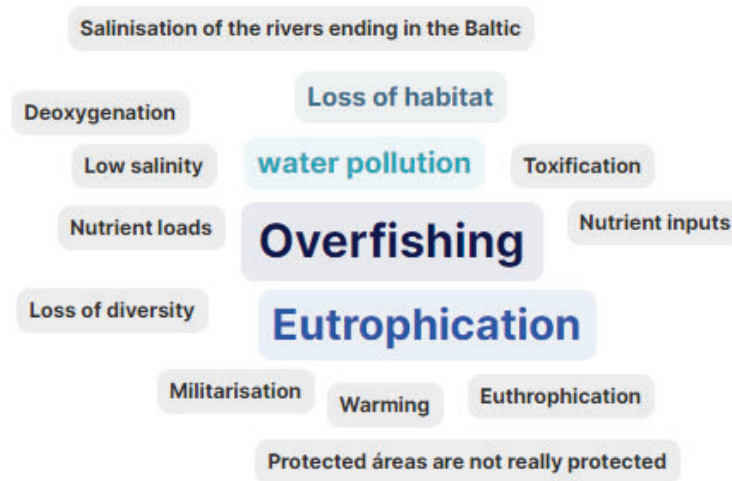 Salinisation of the rivers ending in the Baltic
Loss of habitat
Deoxygenation
Low salinity
water pollution
Toxification
Nutrient loads
Overfishing
Nutrient inputs
Loss of diversity
Eutrophication
Militarisation
Warming
Euthrophication
Protected áreas are not really protected